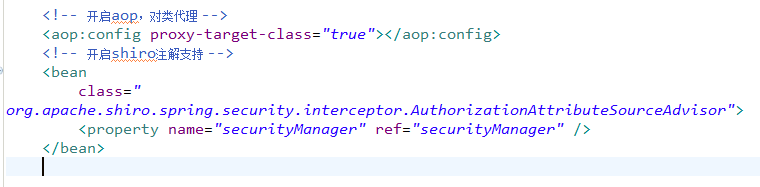 <!-- 开启aop，对类代理 -->
<aop:config proxy-target-class="true"></aop:config>
<!-- 开启shiro注解支持 -->
<bean
class="
org.apache.shiro.spring.security.interceptor.AuthorizationAttributeSourceAdvisor">
<property name="securityManager" ref="securityManager" />
</bean>